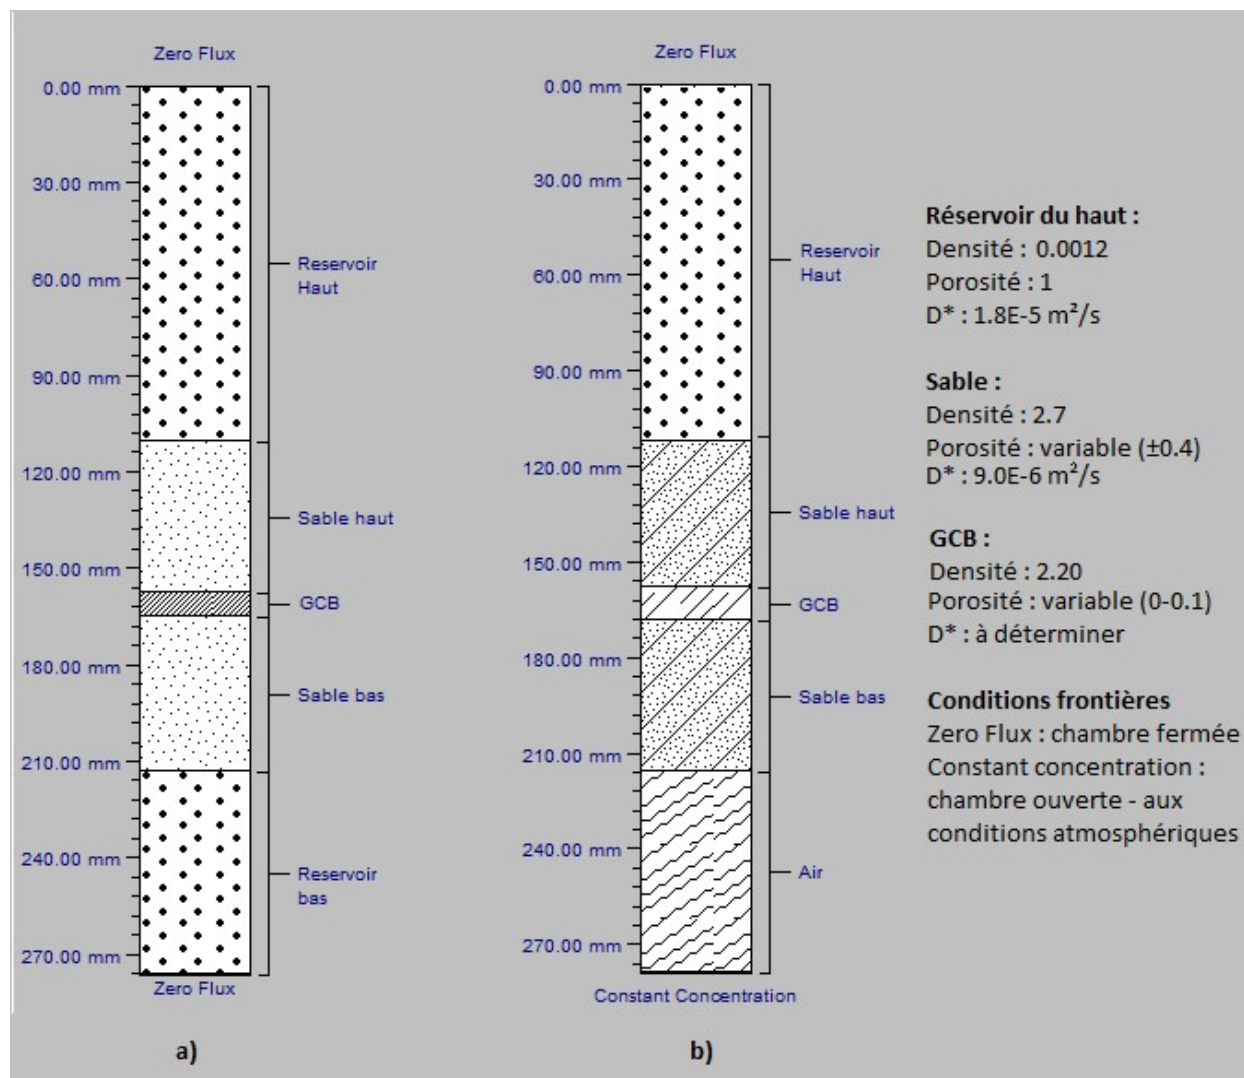 Zero Flux
0.00 mm
30.00 mm
60.00 mm
90.00 mm
120.00 mm
150.00 mm
180.00 mm
210.00 mm
240.00 mm
270.00 mm
Reservoir
Haut
Sable haut
GCB
Sable bas
Reservoir
bas
Zero Flux
a)
Zero Flux
0.00 mm
30.00 mm
60.00 mm
90.00 mm
120.00 mm
150.00 mm
180.00 mm
210.00 mm
240.00 mm
270.00 mm
Reservoir
Haut
Sable haut
GCB
Sable bas
Air
Constant Concentration
b)
Réservoir du haut :
Densité : 0.0012
Porosité : 1
D* : 1.8E-5 m²/s
Sable :
Densité : 2.7
Porosité : variable (±0.4)
D* : 9.0E-6 m²/s
GCB :
Densité : 2.20
Porosité : variable (0-0.1)
D* : à déterminer
Conditions frontières
Zero Flux : chambre fermée
Constant concentration :
chambre ouverte - aux
conditions atmosphériques